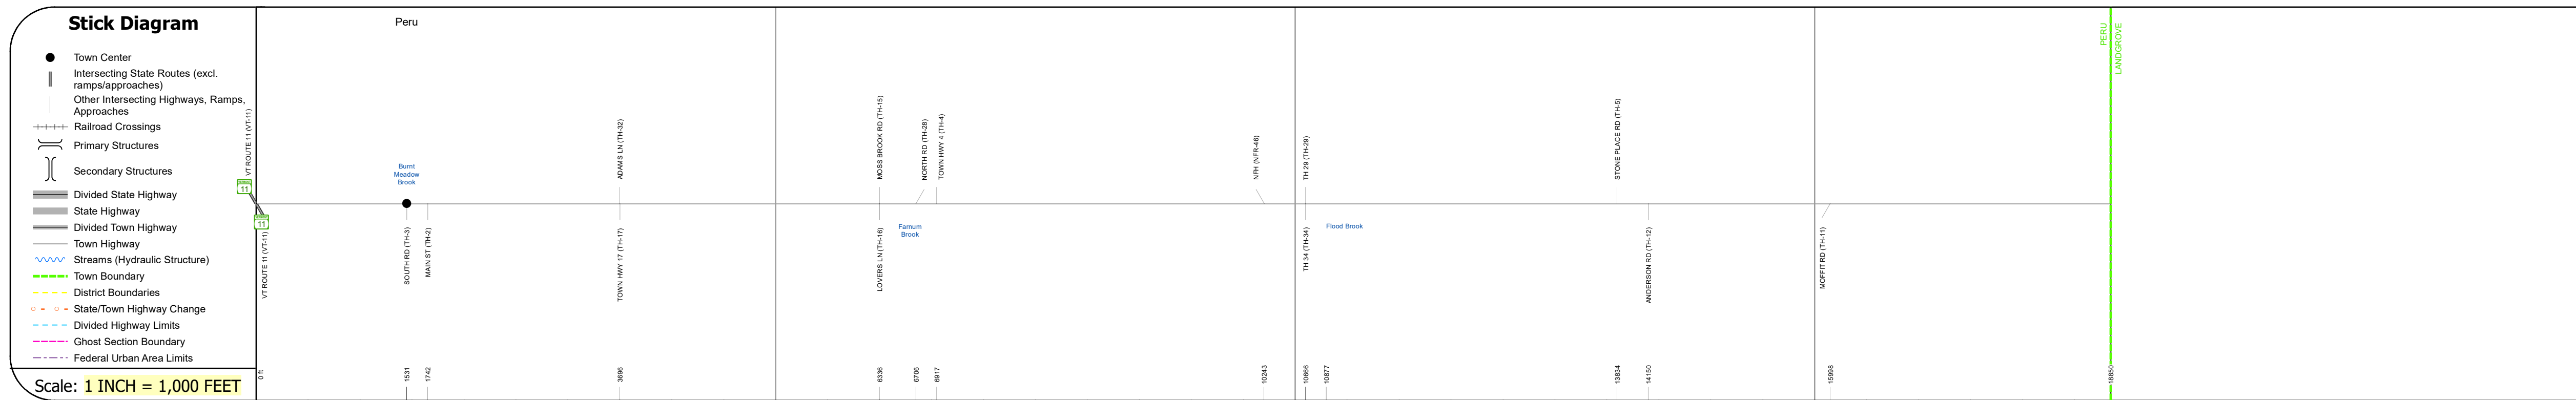 Stick Diagram
Town Center
Intersecting State Routes (excl.
ramps/approaches)
Other Intersecting Highways, Ramps,
Approaches
Railroad Crossings
Primary Structures
Secondary Structures
Divided State Highway
State Highway
Divided Town Highway
Town Highway
Streams (Hydraulic Structure)
Town Boundary
District Boundaries
State/Town Highway Change
Divided Highway Limits
Ghost Section Boundary
Federal Urban Area Limits
Scale: 1 INCH = 1,000 FEET
Peru
VT ROUTE 11 (VT-11)
11
11
VT ROUTE 11 (VT-11)
Burnt
Meadow
Brook
SOUTH RD (TH-3)
MAIN ST (TH-2)
ADAMS LN (TH-32)
TOWN HWY 17 (TH-17)
MOSS BROOK RD (TH-15)
LOVERS LN (TH-16)
NORTH RD (TH-28)
TOWN HWY 4 (TH-4)
Farnum
Brook
NFH (NFR-46)
TH 29 (TH-29)
TH 34 (TH-34)
Flood Brook
STONE PLACE RD (TH-5)
ANDERSON RD (TH-12)
MOFFIT RD (TH-11)
PERU
LANDGROVE
0 ft
1531
1742
3696
6336
6706
6917
10243
10666
10877
13834
14150
15998
18850